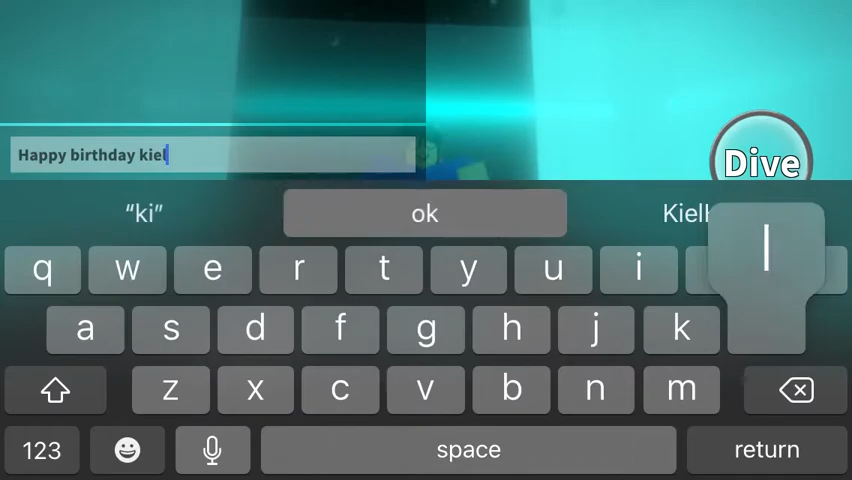 Happy birthday kiel
Dive
“ki” ok
q w e r t y u i
a s d f g h j k l
z x c v b n m
123 space return